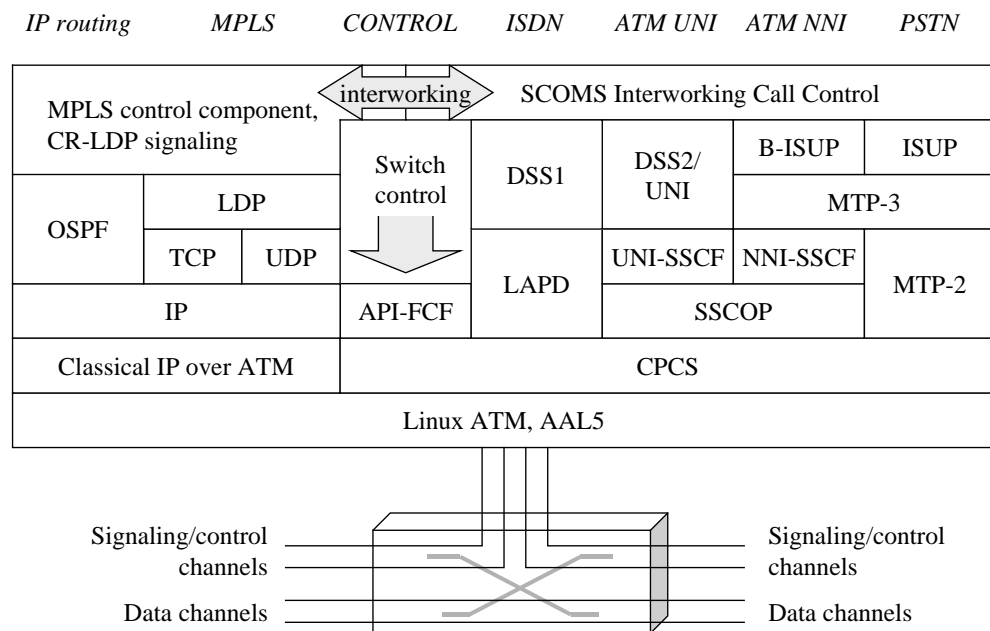 IP routing MPLS CONTROL ISDN ATM UNI ATM NNI PSTN
interworking SCOMS Interworking Call Control
MPLS control component,
CR-LDP signaling
Switch
control
DSS1
DSS2/
UNI
B-ISUP ISUP
MTP-3
OSPF
LDP
TCP UDP
LAPD
UNI-SSCF NNI-SSCF
MTP-2
IP API-FCF SSCOP
Classical IP over ATM CPCS
Linux ATM, AAL5
Signaling/control
channels
Data channels
Signaling/control
channels
Data channels